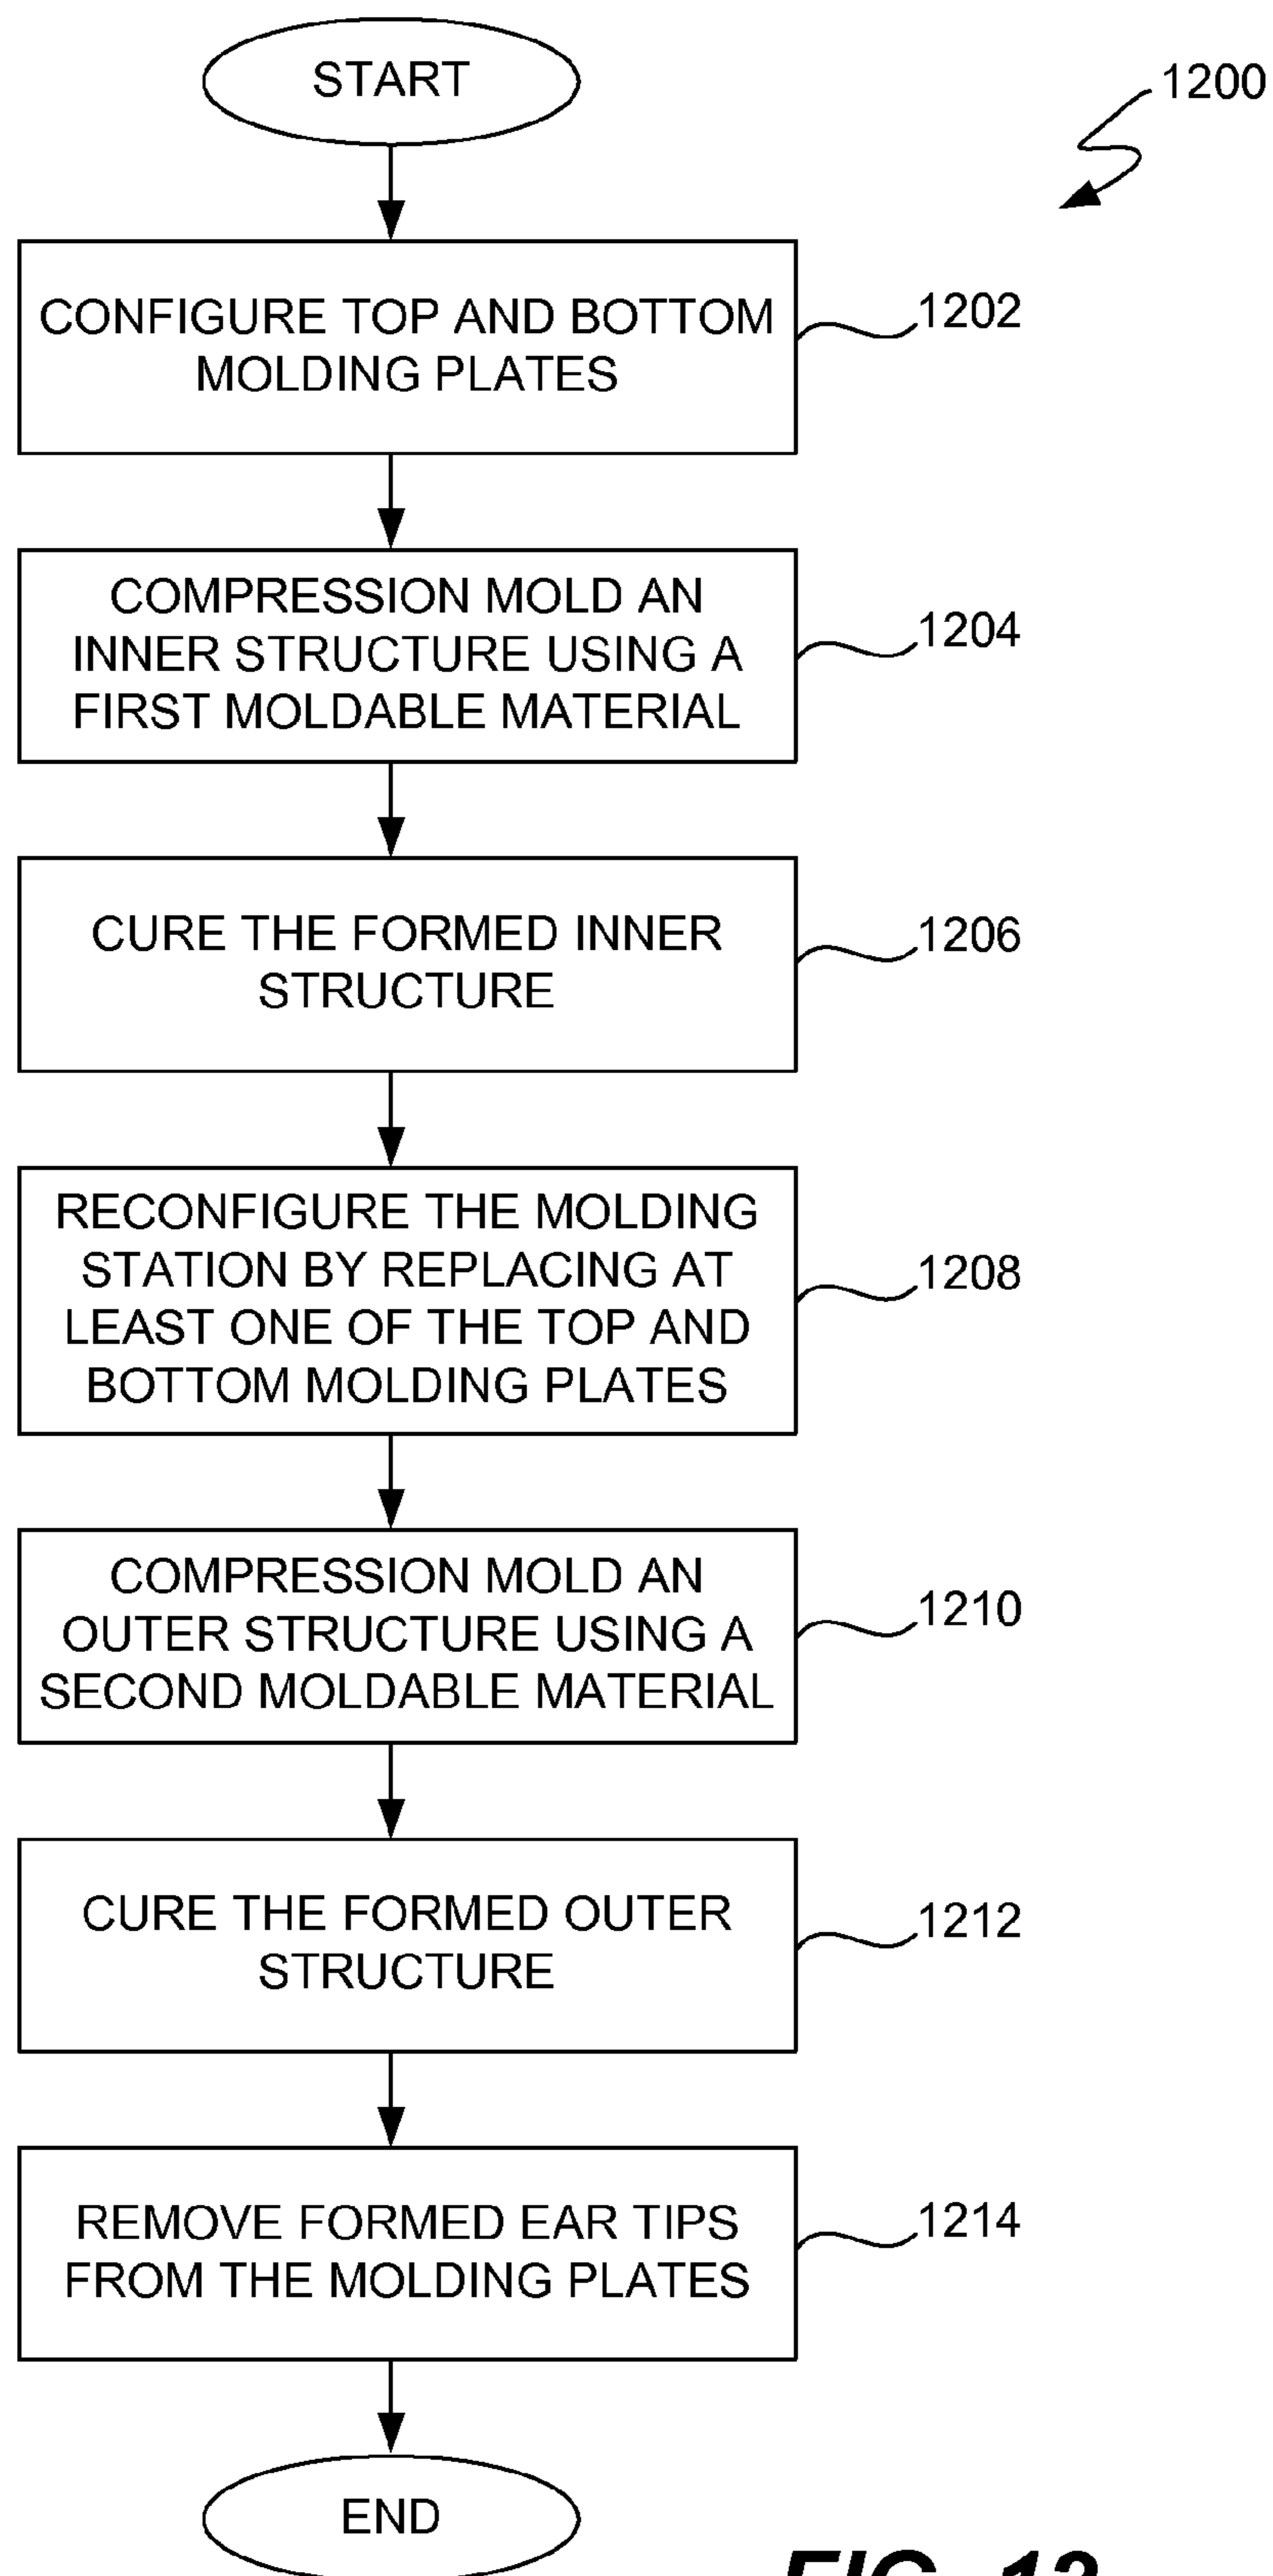 START
1200
CONFIGURE TOP AND BOTTOM
MOLDING PLATES
1202
COMPRESSION MOLD AN
INNER STRUCTURE USING A
FIRST MOLDABLE MATERIAL
1204
CURE THE FORMED INNER
STRUCTURE
1206
RECONFIGURE THE MOLDING
STATION BY REPLACING AT
LEAST ONE OF THE TOP AND
BOTTOM MOLDING PLATES
1208
COMPRESSION MOLD AN
OUTER STRUCTURE USING A
SECOND MOLDABLE MATERIAL
1210
CURE THE FORMED OUTER
STRUCTURE
1212
REMOVE FORMED EAR TIPS
FROM THE MOLDING PLATES
1214
END
FIG.